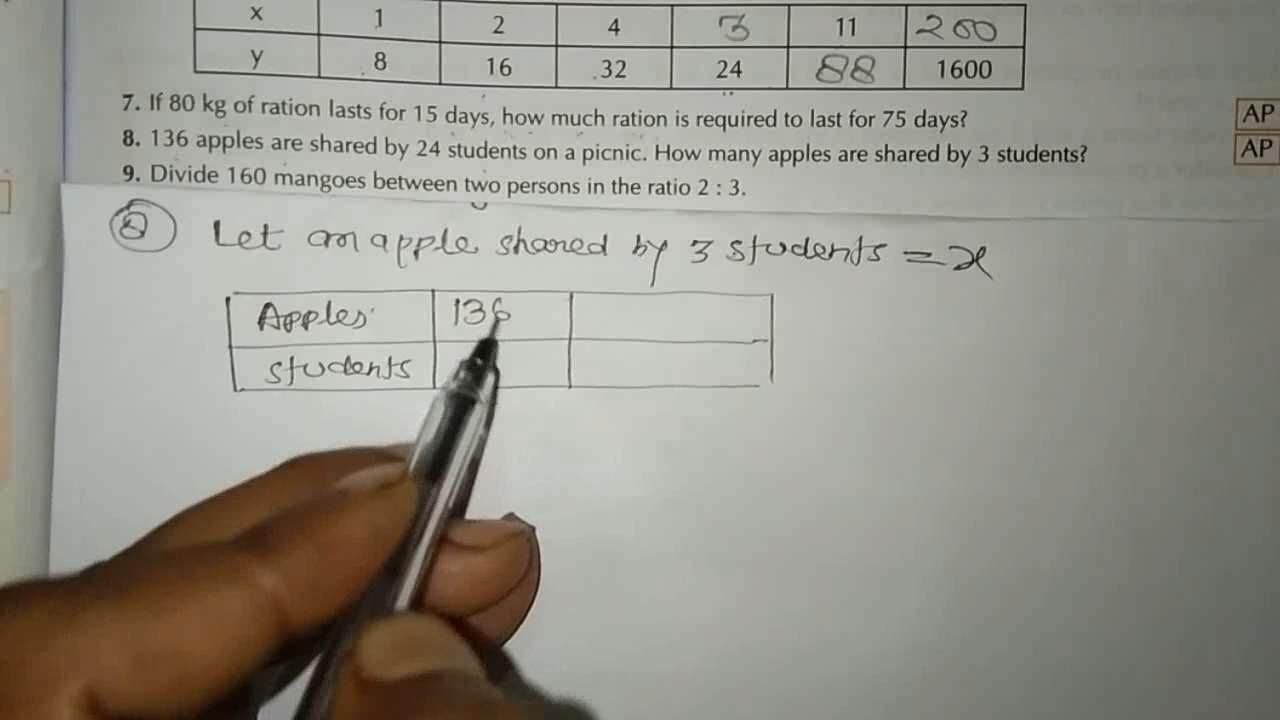 x 1 2 4 3 11 200
y 8 16 32 24 88 1600
7. If 80 kg of ration lasts for 15 days, how much ration is required to last for 75 days? AP
8. 136 apples are shared by 24 students on a picnic. How many apples are shared by 3 students? AP
9. Divide 160 mangoes between two persons in the ratio 2 : 3.
8 Let an apple shared by 3 students = x
Apples 136
students